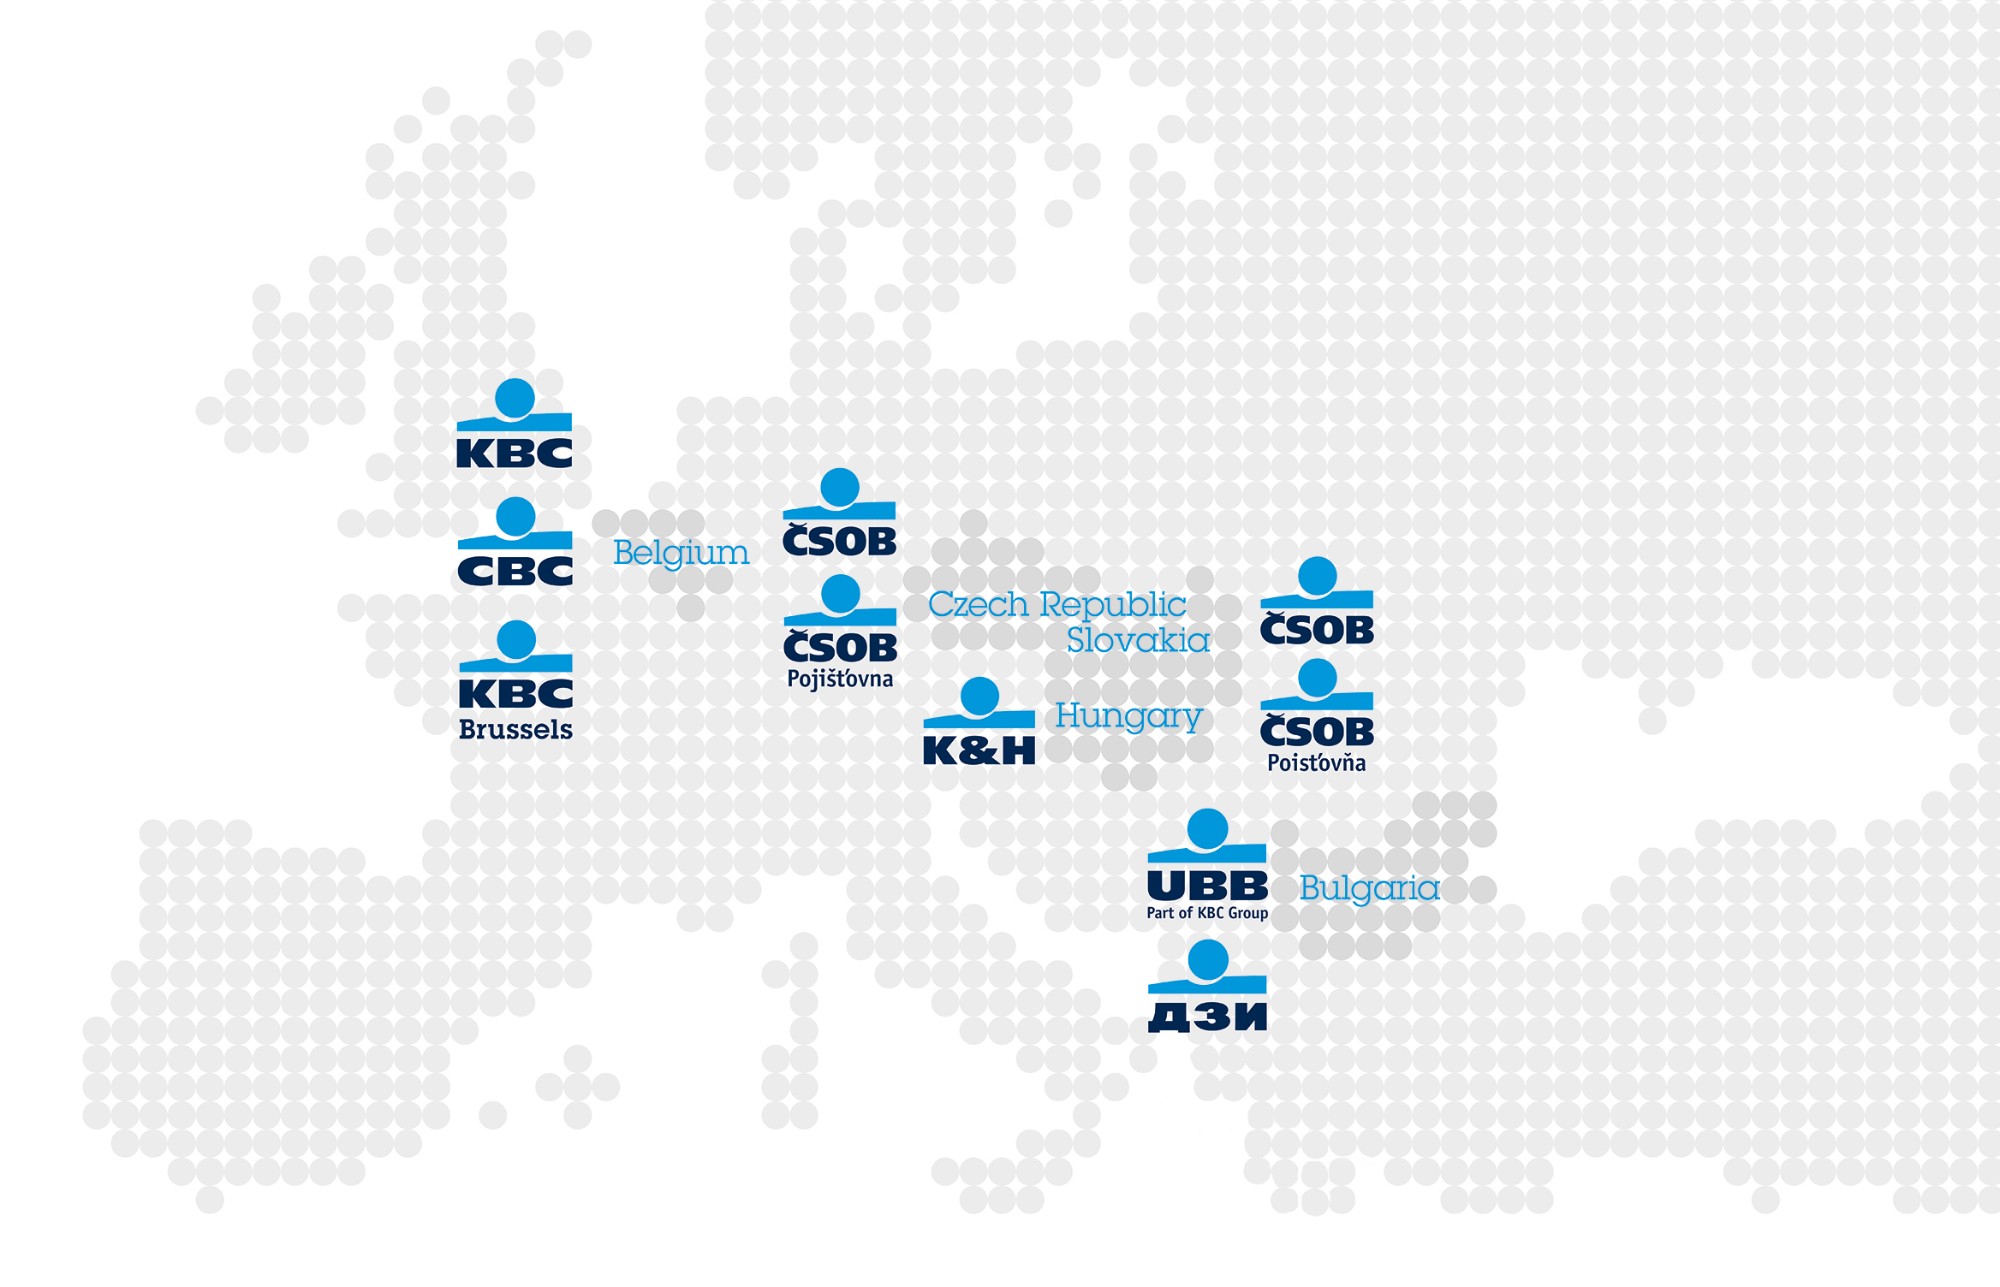 KBC
CBC
KBC
Brussels
Belgium
ČSOB
ČSOB
Pojišťovna
Czech Republic
Slovakia
ČSOB
ČSOB
Poisťovňa
K&H
Hungary
UBB
Part of KBC Group
Bulgaria
ДЗИ